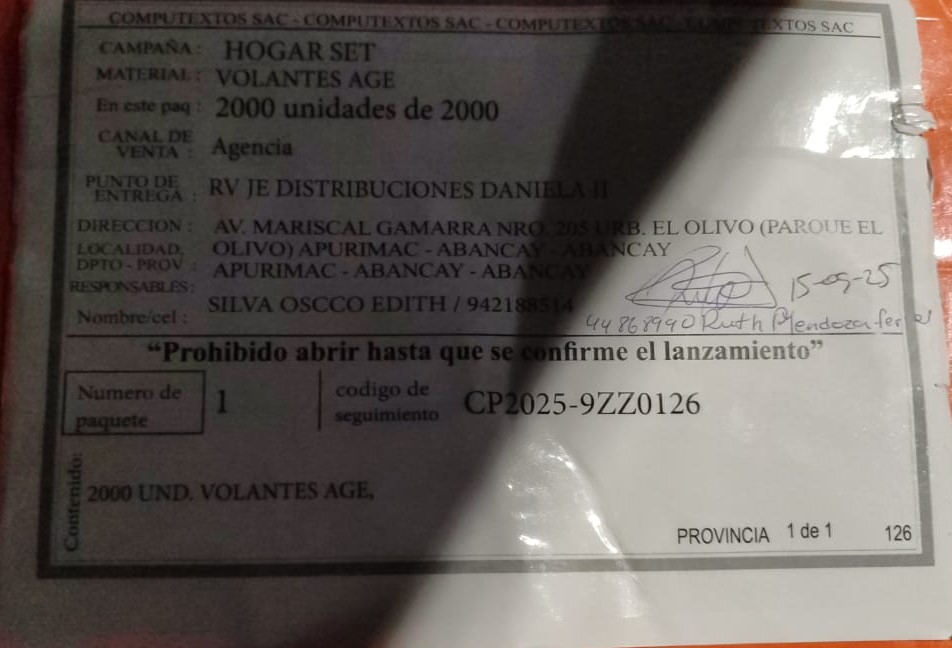 COMPUTEXTOS SAC - COMPUTEXTOS SAC - COMPUTEXTOS SAC - COMPUTEXTOS SAC
CAMPAÑA : HOGAR SET
MATERIAL : VOLANTES AGE
En este paq : 2000 unidades de 2000
CANAL DE VENTA : Agencia
PUNTO DE ENTREGA : RV JE DISTRIBUCIONES DANIELA II
DIRECCION : AV. MARISCAL GAMARRA NRO. 205 URB. EL OLIVO (PARQUE EL
LOCALIDAD, OLIVO) APURIMAC - ABANCAY - ABANCAY
DPTO - PROV : APURIMAC - ABANCAY - ABANCAY
RESPONSABLES:
Nombre/cel : SILVA OSCCO EDITH / 942188514
15-09-25
44868940 Ruth Mendoza
“Prohibido abrir hasta que se confirme el lanzamiento”
Numero de paquete 1 codigo de seguimiento CP2025-9ZZ0126
Contenido:
2000 UND. VOLANTES AGE,
PROVINCIA 1 de 1 126